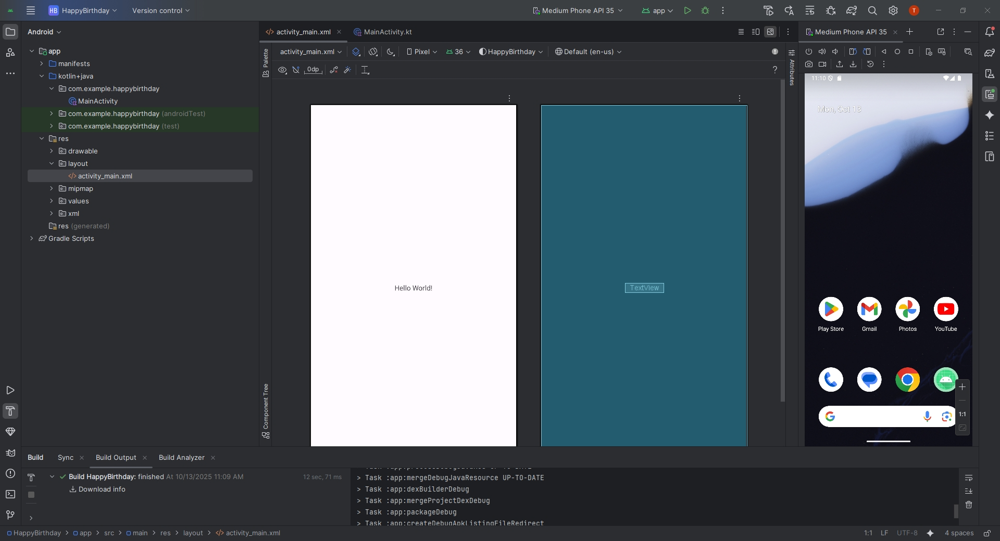 HB HappyBirthday
Version control
Medium Phone API 35
app
T
Android
activity_main.xml
MainActivity.kt
Medium Phone API 35
app
manifests
kotlin+java
com.example.happybirthday
MainActivity
com.example.happybirthday (androidTest)
com.example.happybirthday (test)
res
drawable
layout
activity_main.xml
mipmap
values
xml
res (generated)
Gradle Scripts
Palette
activity_main.xml
Pixel
36
HappyBirthday
Default (en-us)
0dp
?
Attributes
Hello World!
TextView
Component Tree
11:10
Mon, Oct 13
Play Store
Gmail
Photos
YouTube
1:1
Build
Sync
Build Output
Build Analyzer
Build HappyBirthday: finished At 10/13/2025 11:09 AM
12 sec, 71 ms
Download info
> Task :app:mergeDebugJavaResource UP-TO-DATE
> Task :app:dexBuilderDebug
> Task :app:mergeProjectDexDebug
> Task :app:packageDebug
> Task :app:createDebugApkListingFileRedirect
HappyBirthday > app > src > main > res > layout > activity_main.xml
1:1
LF
UTF-8
4 spaces